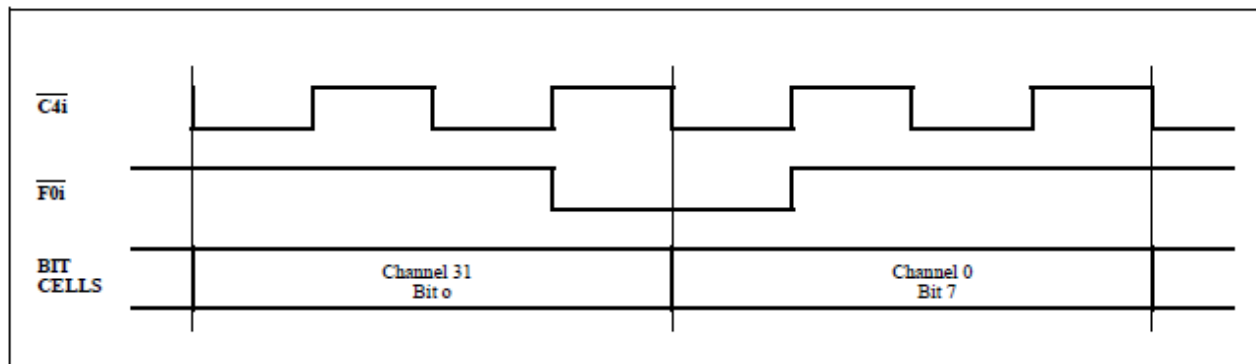 C4i
F0i
BIT
CELLS
Channel 31
Bit o
Channel 0
Bit 7